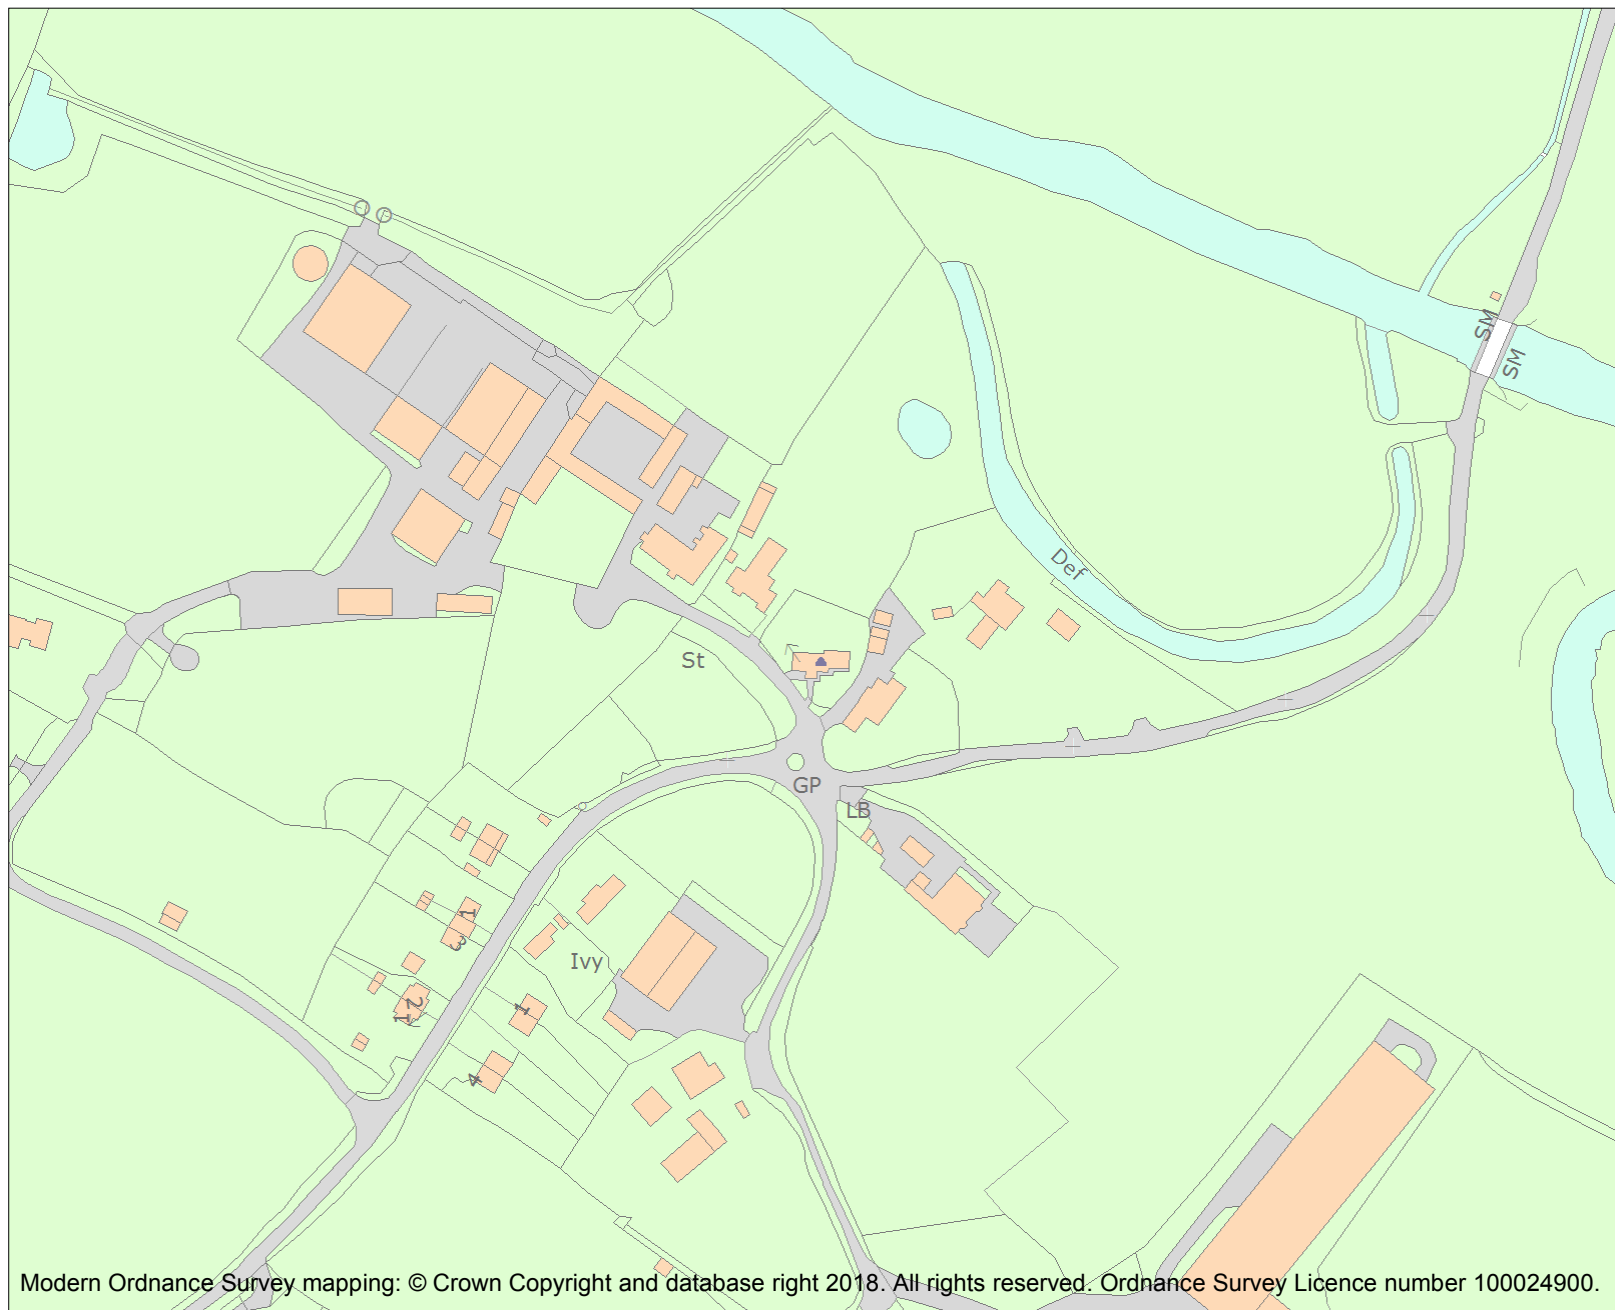 SM
SM
Def
St
GP
LB
1
3
Ivy
2
1
1
4
Modern Ordnance Survey mapping: © Crown Copyright and database right 2018. All rights reserved. Ordnance Survey Licence number 100024900.